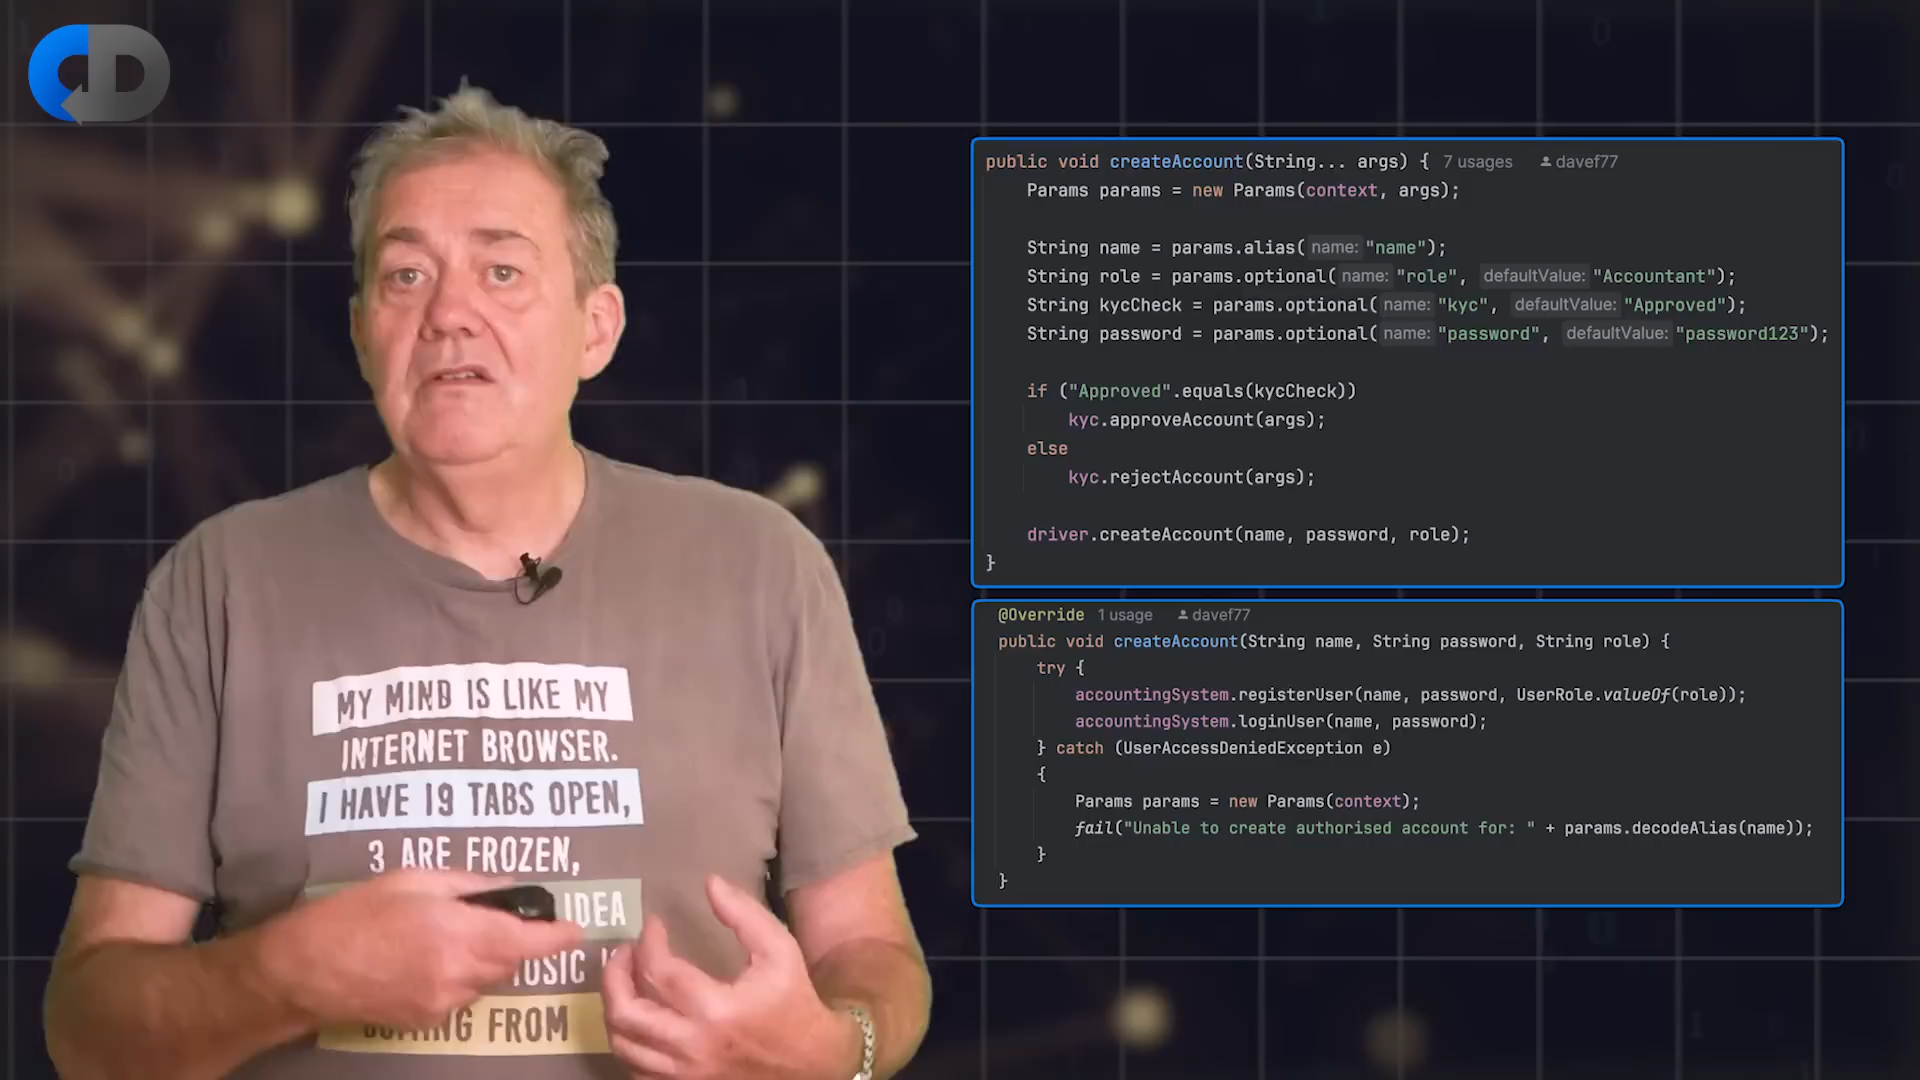 CD
MY MIND IS LIKE MY
INTERNET BROWSER.
I HAVE 19 TABS OPEN,
3 ARE FROZEN,
IDEA
MUSIC
COMING FROM
public void createAccount(String... args) { 7 usages davef77
Params params = new Params(context, args);
String name = params.alias( name: "name");
String role = params.optional( name: "role", defaultValue: "Accountant");
String kycCheck = params.optional( name: "kyc", defaultValue: "Approved");
String password = params.optional( name: "password", defaultValue: "password123");
if ("Approved".equals(kycCheck))
kyc.approveAccount(args);
else
kyc.rejectAccount(args);
driver.createAccount(name, password, role);
}
@Override 1 usage davef77
public void createAccount(String name, String password, String role) {
try {
accountingSystem.registerUser(name, password, UserRole.valueOf(role));
accountingSystem.loginUser(name, password);
} catch (UserAccessDeniedException e)
{
Params params = new Params(context);
fail("Unable to create authorised account for: " + params.decodeAlias(name));
}
}